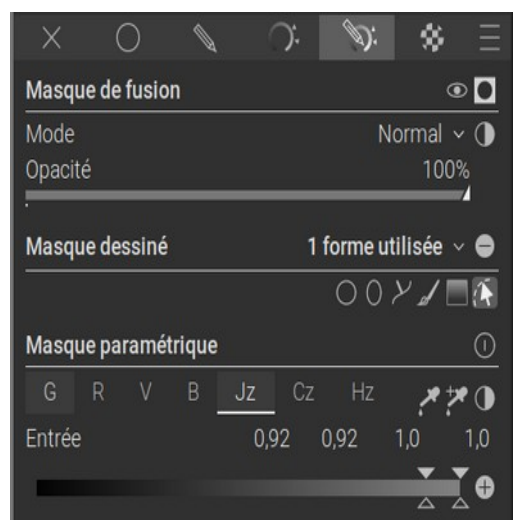 Masque de fusion
Mode Normal
Opacité 100%
Masque dessiné 1 forme utilisée
Masque paramétrique
G R V B Jz Cz Hz
Entrée 0,92 0,92 1,0 1,0